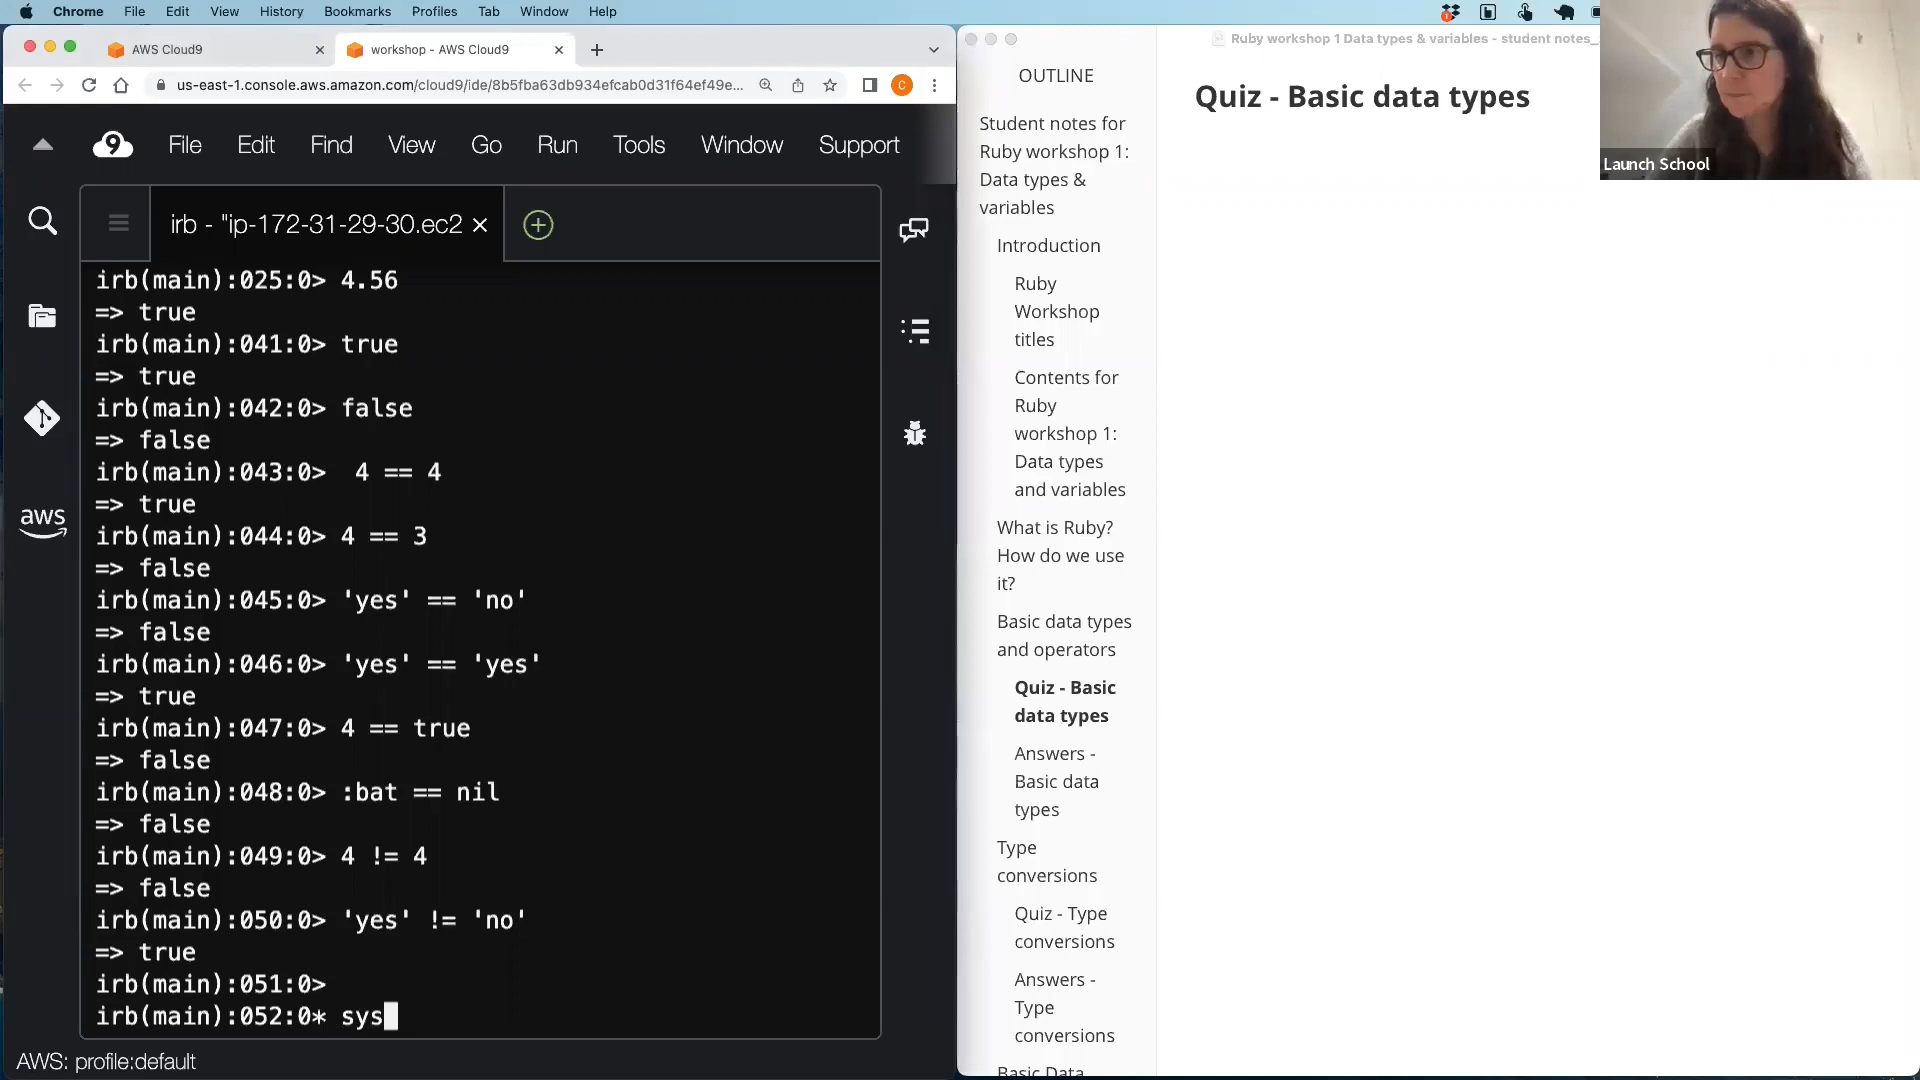 Chrome File Edit View History Bookmarks Profiles Tab Window Help
AWS Cloud9
workshop - AWS Cloud9
us-east-1.console.aws.amazon.com/cloud9/ide/8b5fba63db934efcab0d31f64ef49e...
C
9 File Edit Find View Go Run Tools Window Support
irb - "ip-172-31-29-30.ec2
irb(main):025:0> 4.56
=> true
irb(main):041:0> true
=> true
irb(main):042:0> false
=> false
irb(main):043:0>  4 == 4
=> true
irb(main):044:0> 4 == 3
=> false
irb(main):045:0> 'yes' == 'no'
=> false
irb(main):046:0> 'yes' == 'yes'
=> true
irb(main):047:0> 4 == true
=> false
irb(main):048:0> :bat == nil
=> false
irb(main):049:0> 4 != 4
=> false
irb(main):050:0> 'yes' != 'no'
=> true
irb(main):051:0>
irb(main):052:0* sys
aws
AWS: profile:default
Ruby workshop 1 Data types & variables - student notes_
OUTLINE
Student notes for
Ruby workshop 1:
Data types &
variables
Introduction
Ruby
Workshop
titles
Contents for
Ruby
workshop 1:
Data types
and variables
What is Ruby?
How do we use
it?
Basic data types
and operators
Quiz - Basic
data types
Answers -
Basic data
types
Type
conversions
Quiz - Type
conversions
Answers -
Type
conversions
Basic Data
Quiz - Basic data types
Launch School